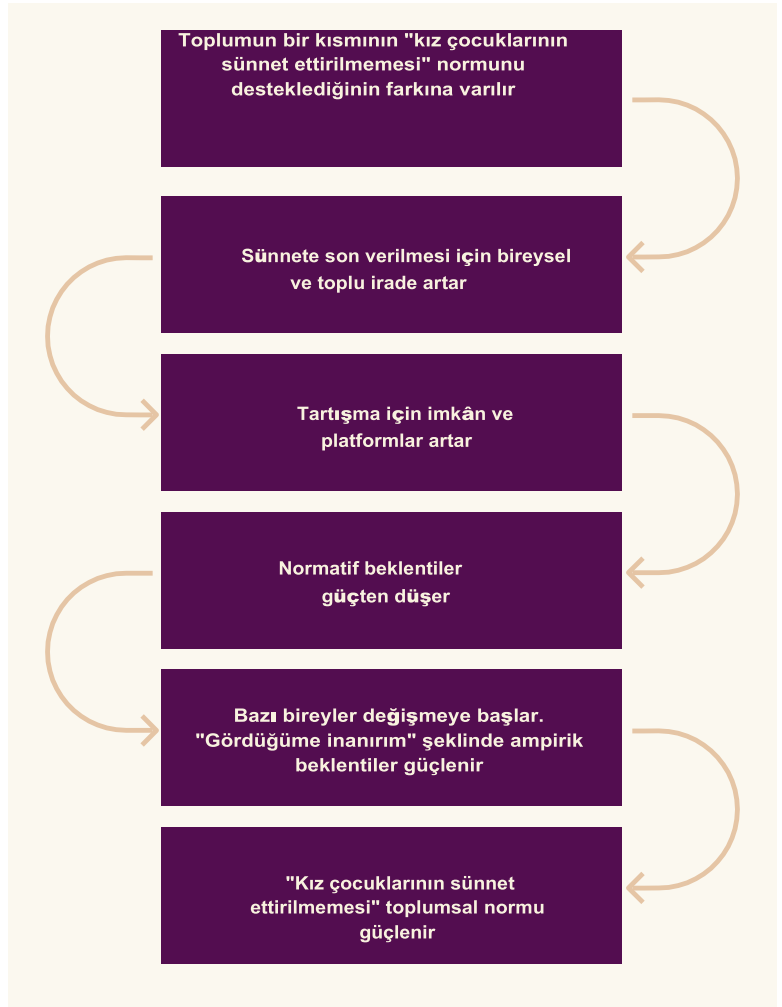 Toplumun bir kısmının "kız çocuklarının
sünnet ettirilmemesi" normunu
desteklediğinin farkına varılır
Sünnete son verilmesi için bireysel
ve toplu irade artar
Tartışma için imkân ve
platformlar artar
Normatif beklentiler
güçten düşer
Bazı bireyler değişmeye başlar.
"Gördüğüme inanırım" şeklinde ampirik
beklentiler güçlenir
"Kız çocuklarının sünnet
ettirilmemesi" toplumsal normu
güçlenir